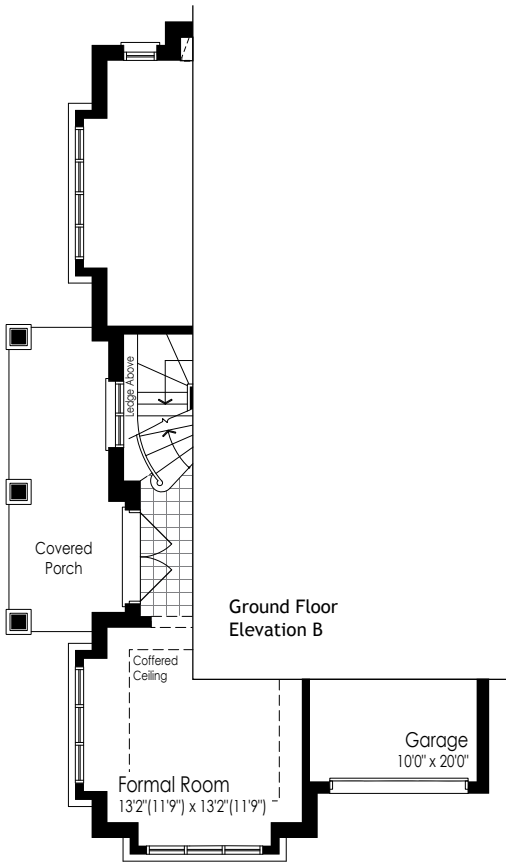 Ledge Above
Covered
Porch
Ground Floor
Elevation B
Coffered
Ceiling
Garage
10'0" x 20'0"
Formal Room
13'2"(11'9") x 13'2"(11'9")